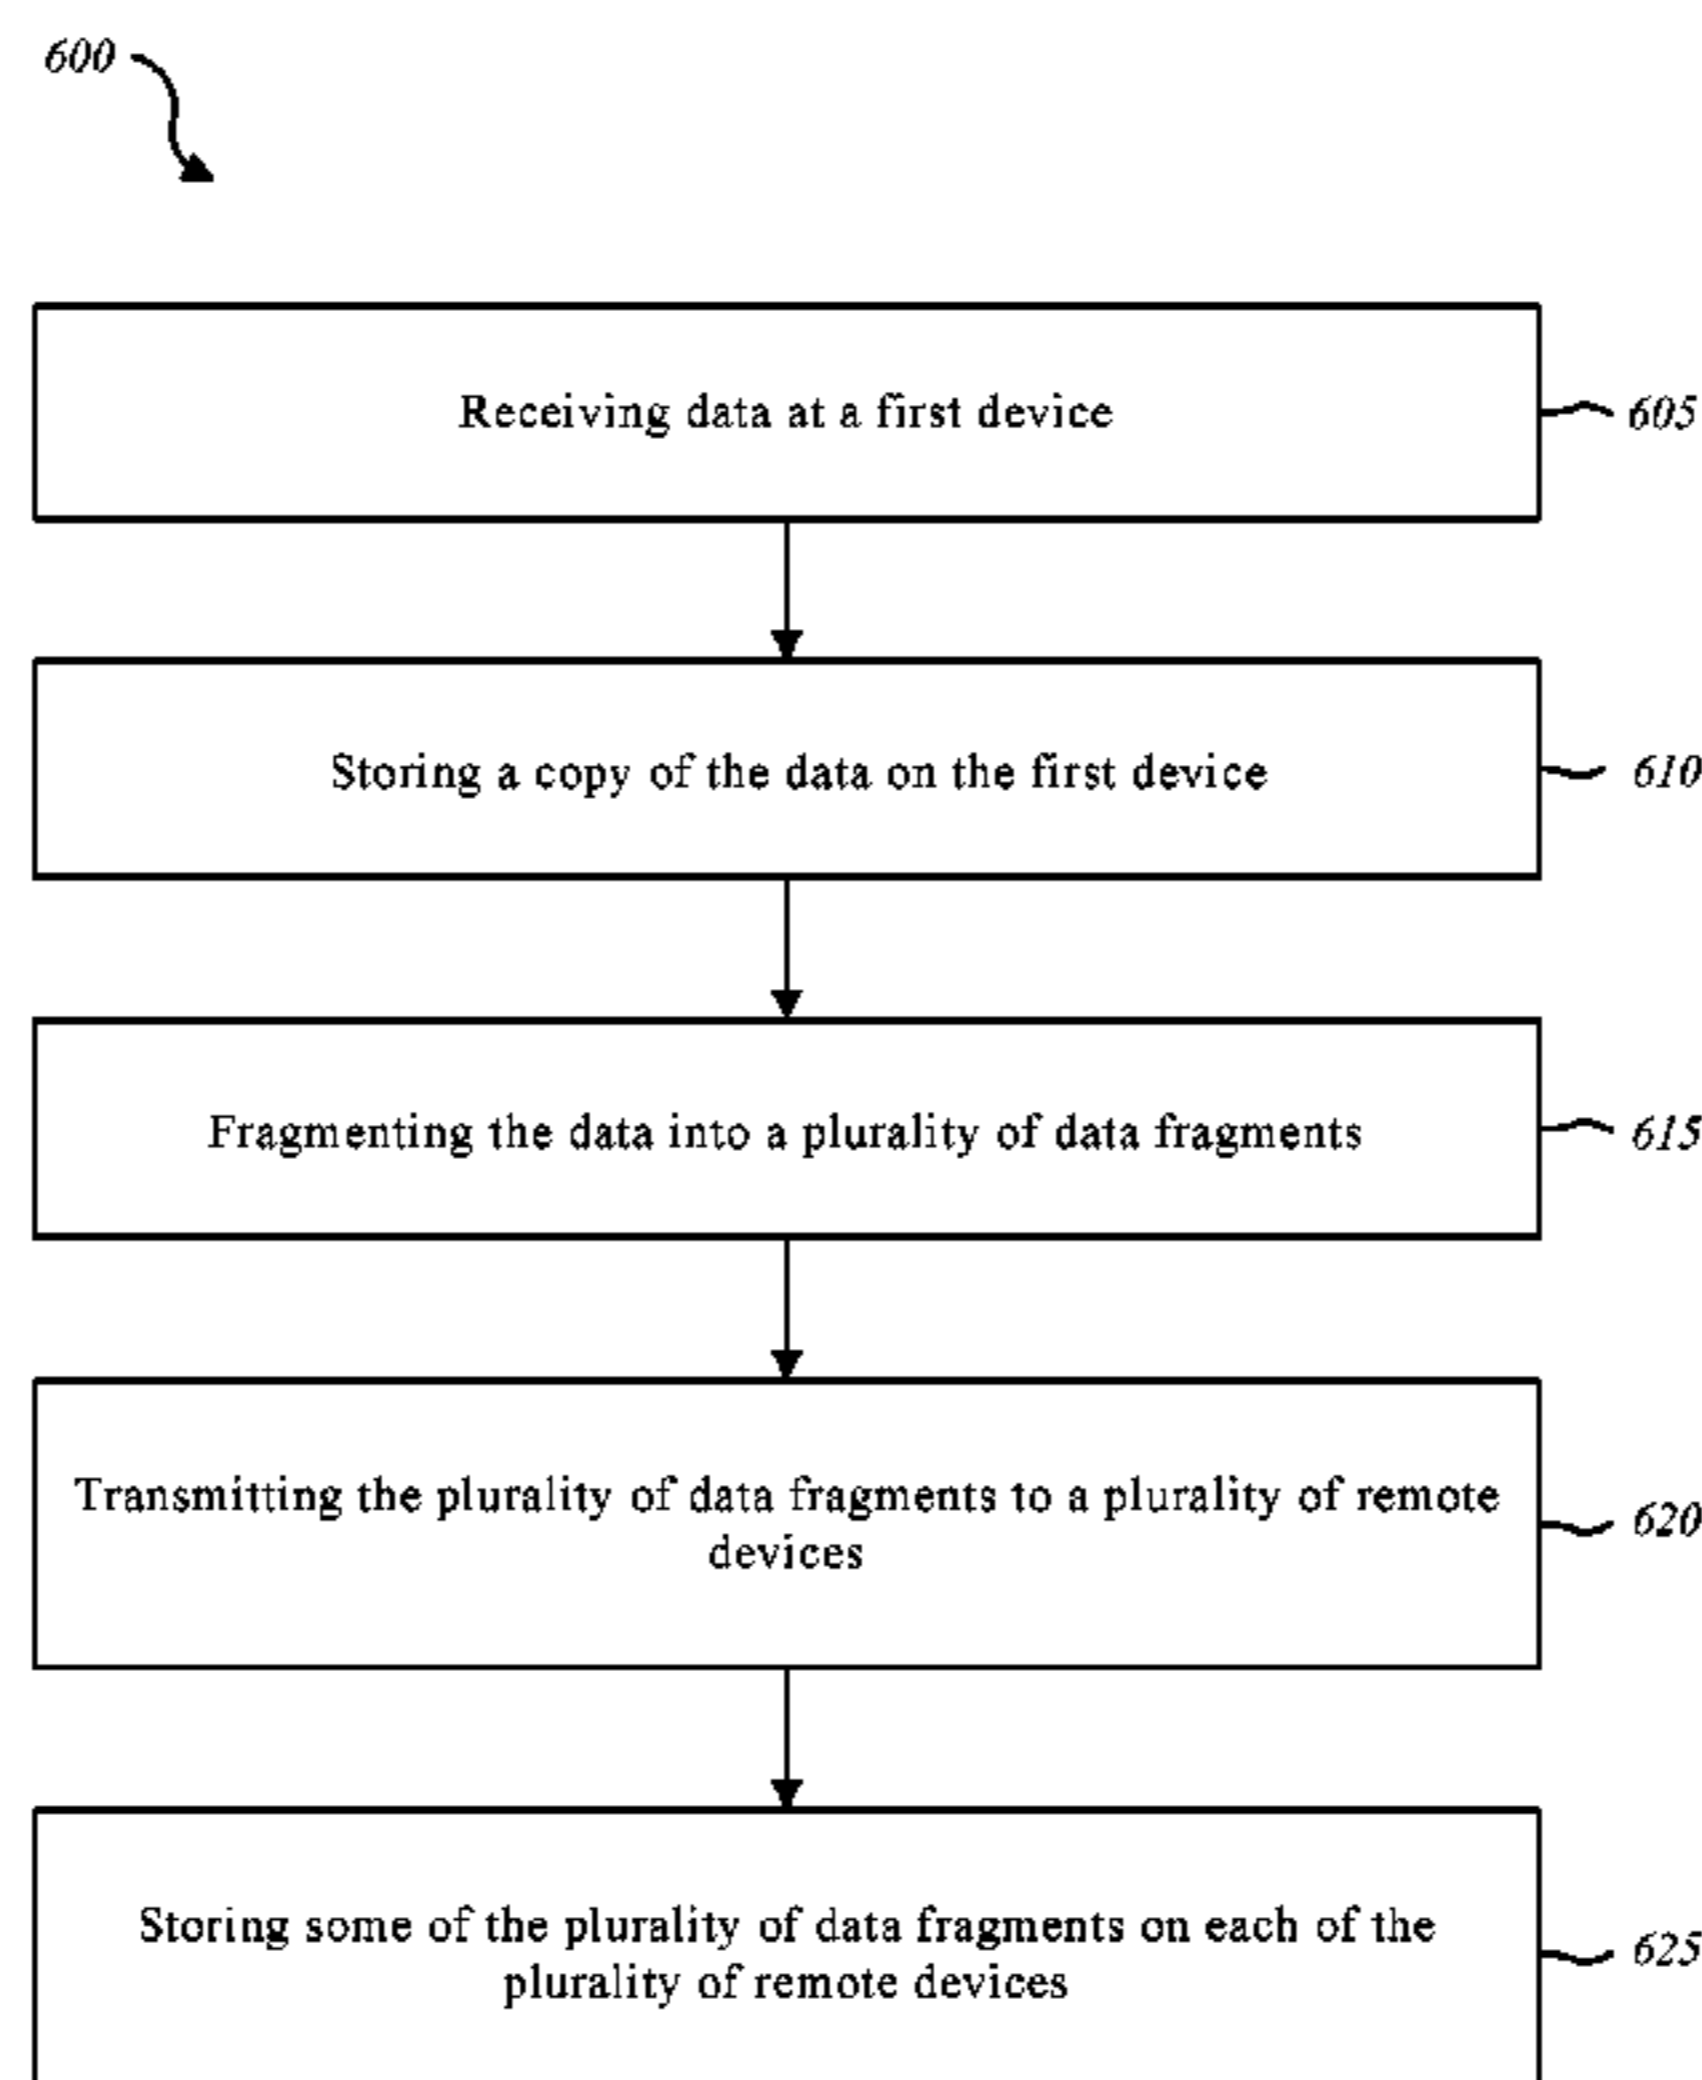 600
Receiving data at a first device
605
Storing a copy of the data on the first device
610
Fragmenting the data into a plurality of data fragments
615
Transmitting the plurality of data fragments to a plurality of remote
devices
620
Storing some of the plurality of data fragments on each of the
plurality of remote devices
625